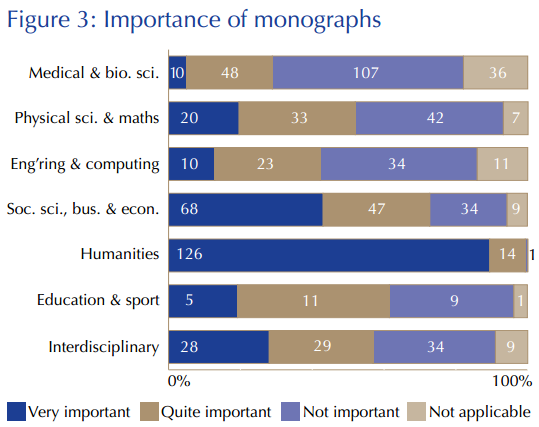 Figure 3: Importance of monographs
Medical & bio. sci. 10 48 107 36
Physical sci. & maths 20 33 42 7
Eng’ring & computing 10 23 34 11
Soc. sci., bus. & econ. 68 47 34 9
Humanities 126 14 1
Education & sport 5 11 9 1
Interdisciplinary 28 29 34 9
0% 100%
Very important Quite important Not important Not applicable